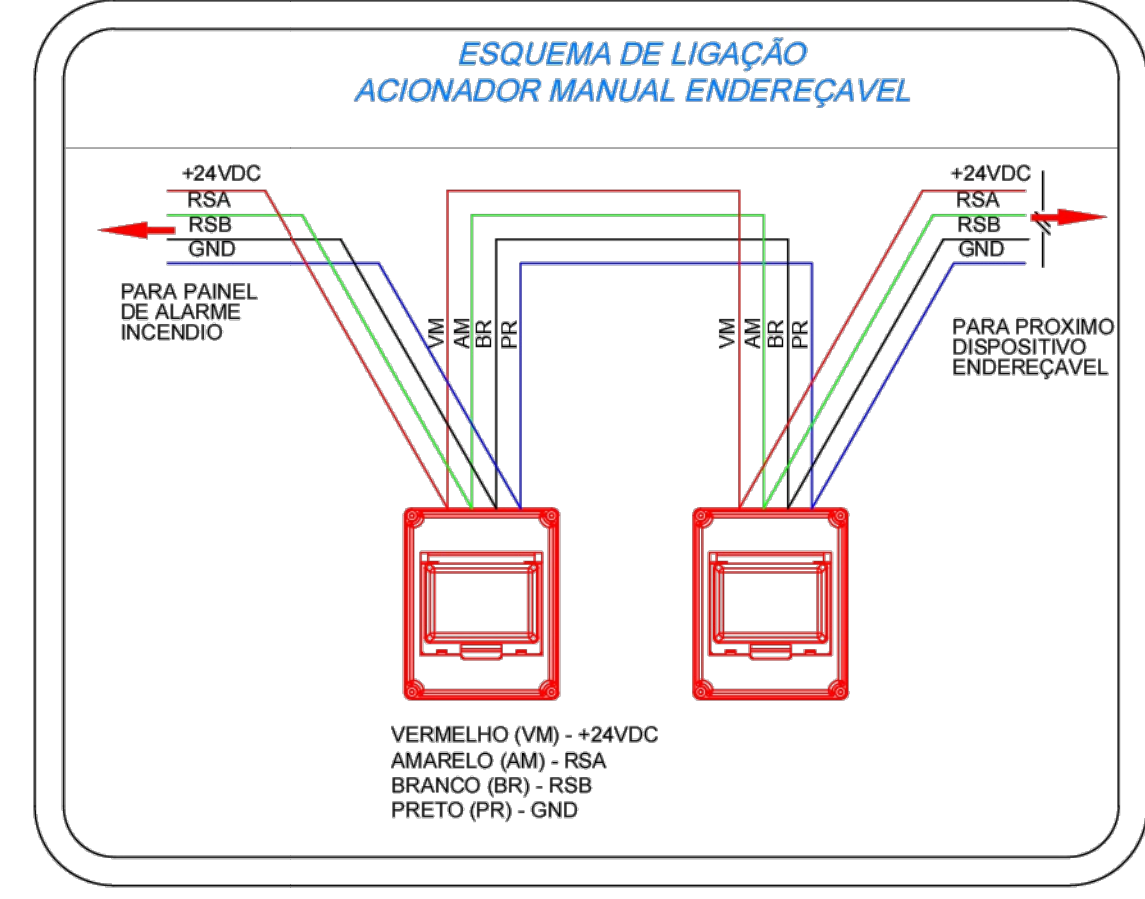 ESQUEMA DE LIGAÇÃO
ACIONADOR MANUAL ENDEREÇAVEL
+24VDC
RSA
RSB
GND
PARA PAINEL
DE ALARME
INCENDIO
+24VDC
RSA
RSB
GND
PARA PROXIMO
DISPOSITIVO
ENDEREÇAVEL
VM
AM
BR
PR
VM
AM
BR
PR
VERMELHO (VM) - +24VDC
AMARELO (AM) - RSA
BRANCO (BR) - RSB
PRETO (PR) - GND